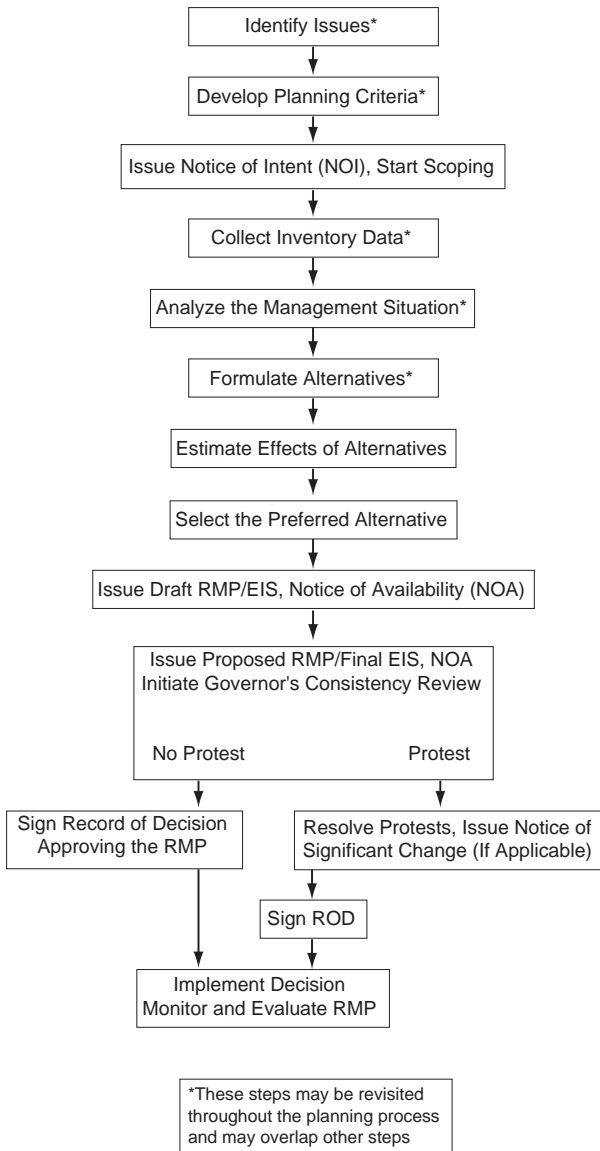 Identify Issues*
Develop Planning Criteria*
Issue Notice of Intent (NOI), Start Scoping
Collect Inventory Data*
Analyze the Management Situation*
Formulate Alternatives*
Estimate Effects of Alternatives
Select the Preferred Alternative
Issue Draft RMP/EIS, Notice of Availability (NOA)
Issue Proposed RMP/Final EIS, NOA
Initiate Governor's Consistency Review
No Protest
Protest
Sign Record of Decision
Approving the RMP
Resolve Protests, Issue Notice of
Significant Change (If Applicable)
Sign ROD
Implement Decision
Monitor and Evaluate RMP
*These steps may be revisited
throughout the planning process
and may overlap other steps